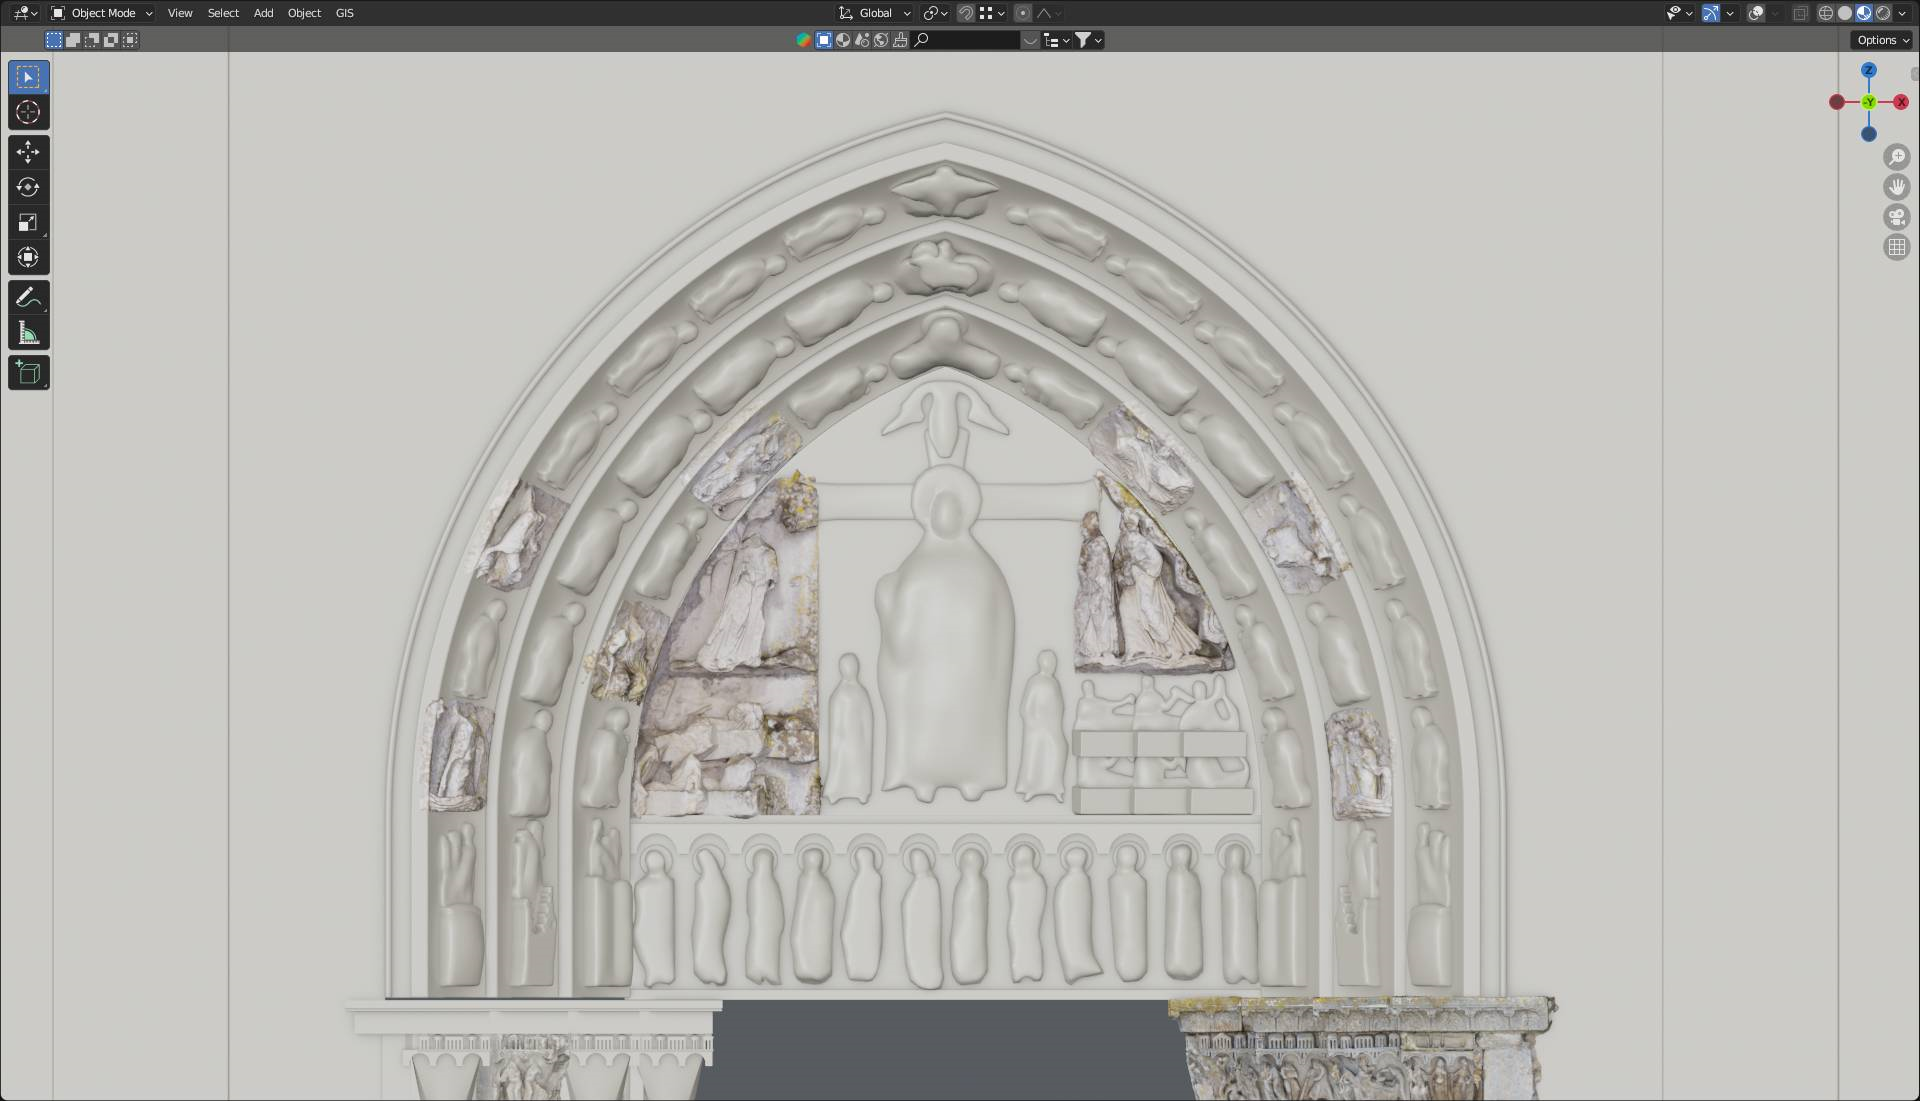 Object Mode View Select Add Object GIS Global
Options
Z
-Y X